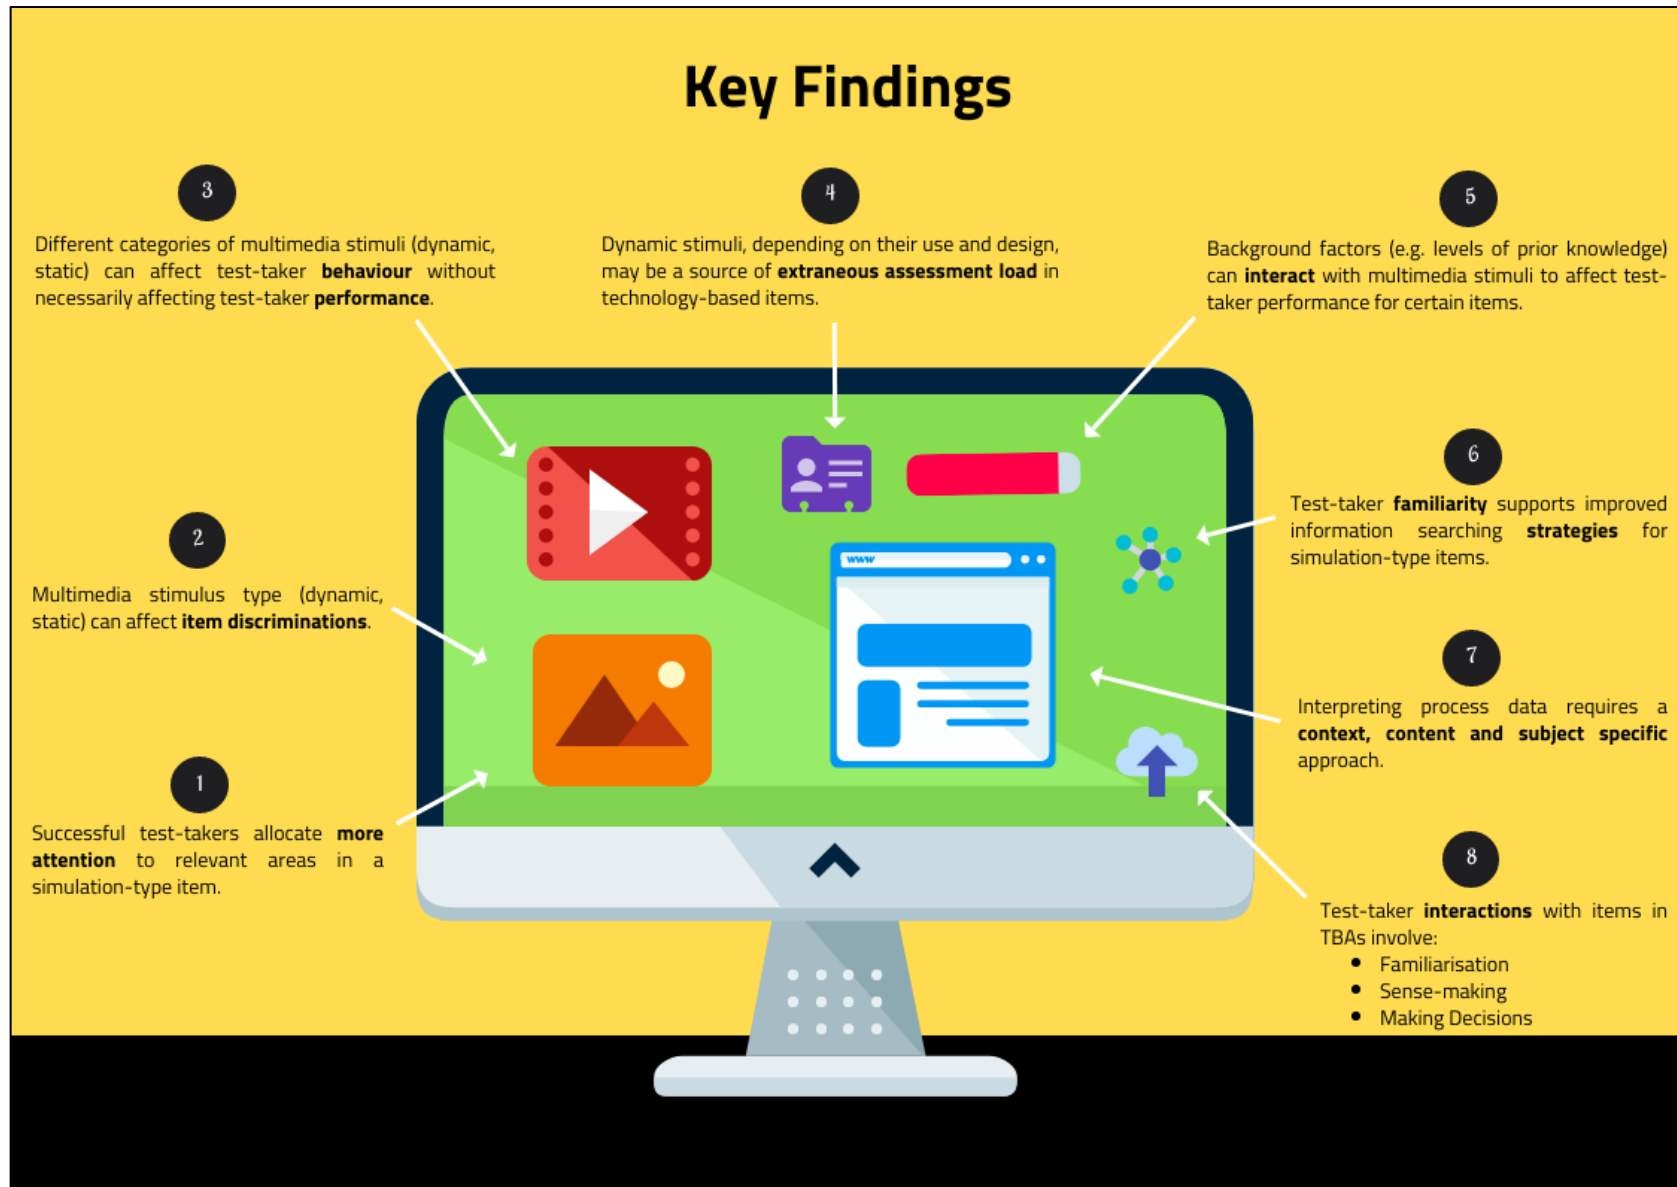 Key Findings
3
Different categories of multimedia stimuli (dynamic,
static) can affect test-taker behaviour without
necessarily affecting test-taker performance.
4
Dynamic stimuli, depending on their use and design,
may be a source of extraneous assessment load in
technology-based items.
5
Background factors (e.g. levels of prior knowledge)
can interact with multimedia stimuli to affect test-
taker performance for certain items.
6
Test-taker familiarity supports improved
information searching strategies for
simulation-type items.
2
Multimedia stimulus type (dynamic,
static) can affect item discriminations.
www
7
Interpreting process data requires a
context, content and subject specific
approach.
1
Successful test-takers allocate more
attention to relevant areas in a
simulation-type item.
8
Test-taker interactions with items in
TBAs involve:
• Familiarisation
• Sense-making
• Making Decisions